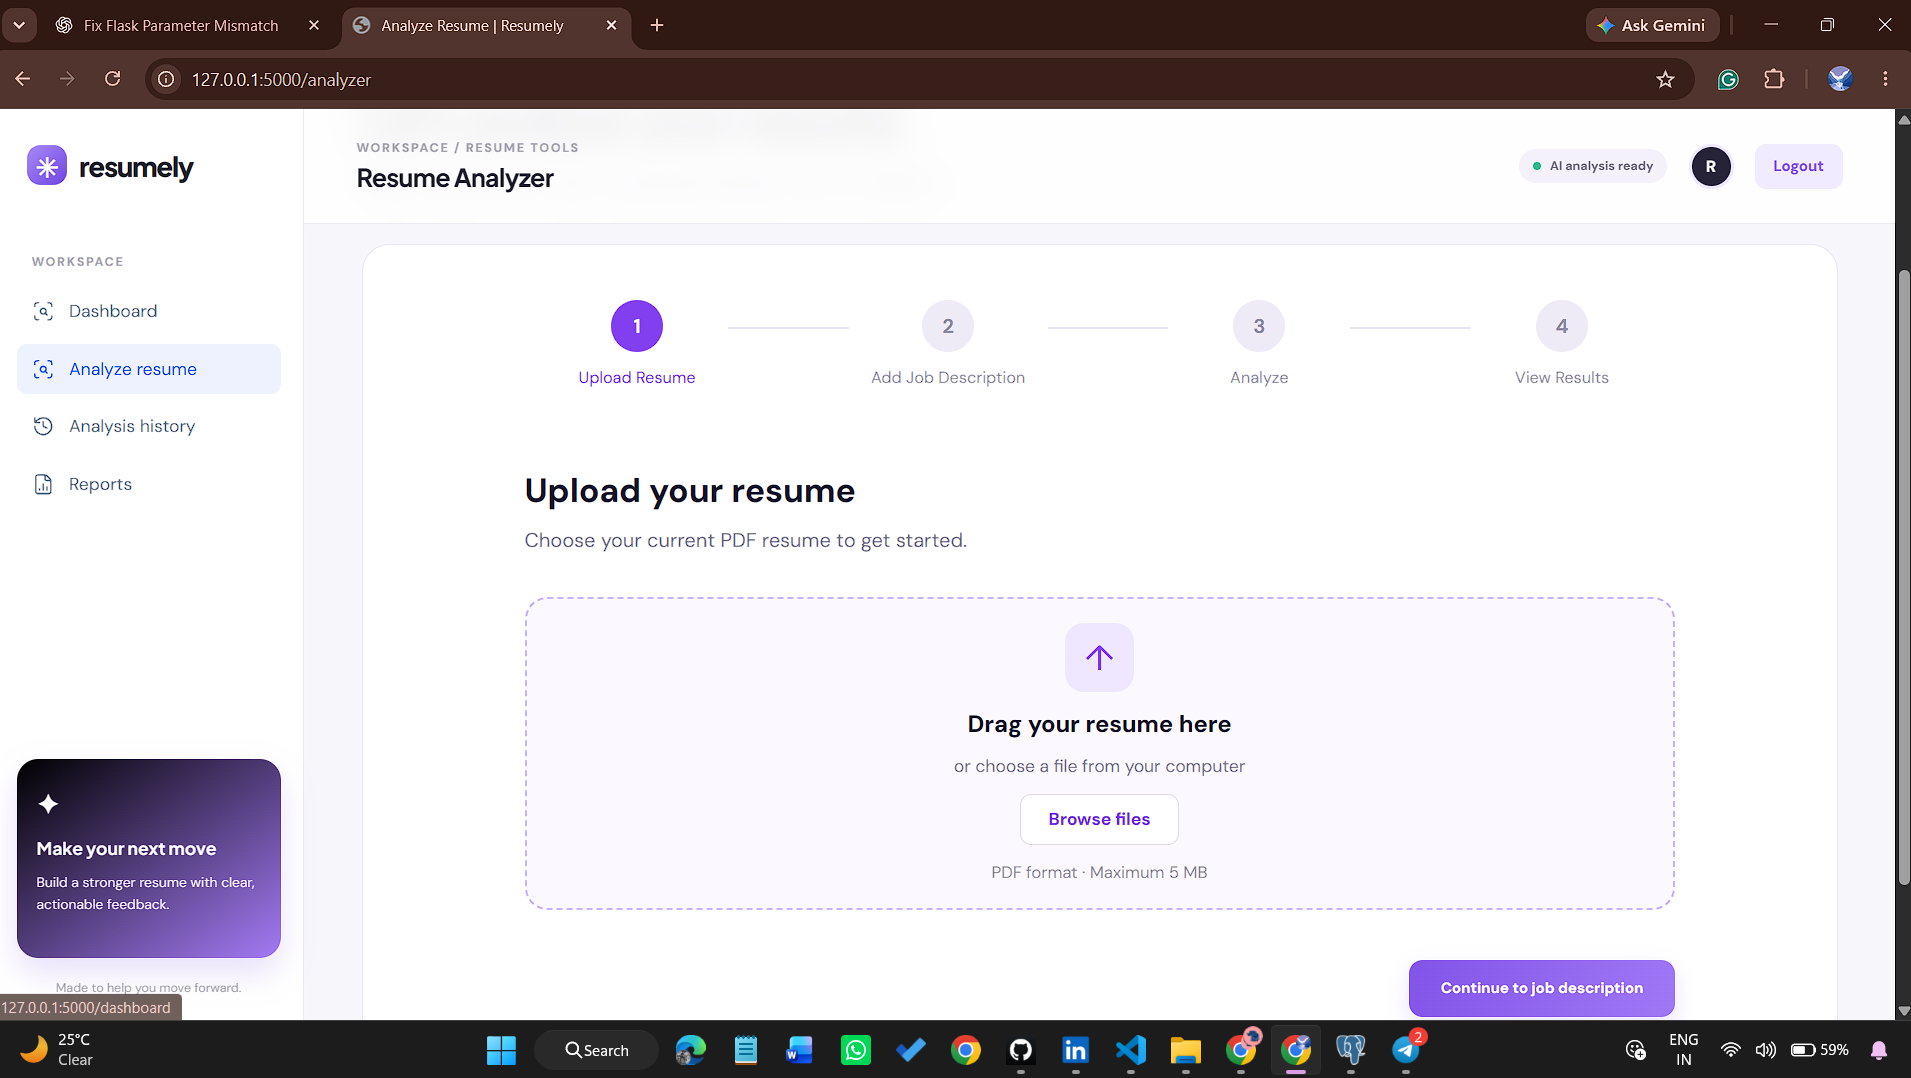 Fix Flask Parameter Mismatch
Analyze Resume | Resumely
Ask Gemini
127.0.0.1:5000/analyzer
resumely
WORKSPACE / RESUME TOOLS
Resume Analyzer
AI analysis ready
R
Logout
WORKSPACE
Dashboard
Analyze resume
Analysis history
Reports
1
2
3
4
Upload Resume
Add Job Description
Analyze
View Results
Upload your resume
Choose your current PDF resume to get started.
Drag your resume here
or choose a file from your computer
Browse files
PDF format · Maximum 5 MB
Continue to job description
Make your next move
Build a stronger resume with clear,
actionable feedback.
Made to help you move forward.
127.0.0.1:5000/dashboard
25°C
Clear
Search
2
ENG
IN
59%